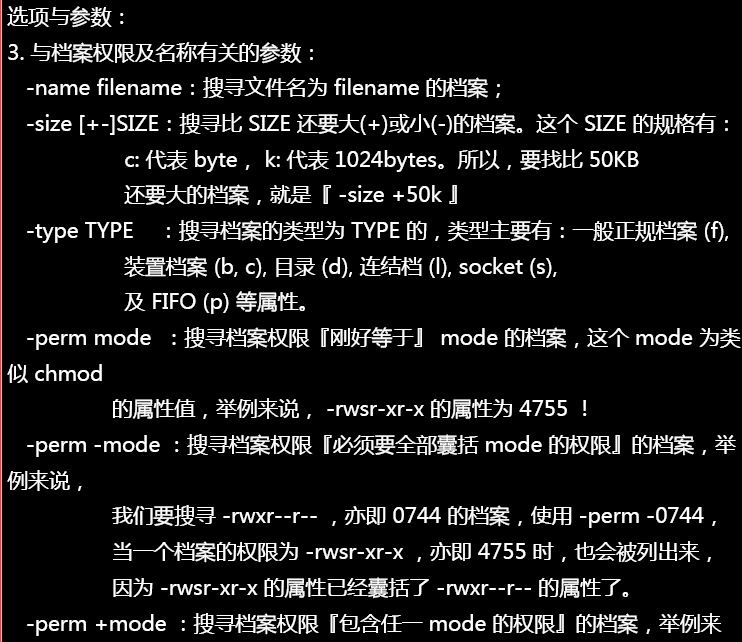 选项与参数：
3. 与档案权限及名称有关的参数：
-name filename：搜寻文件名为 filename 的档案；
-size [+-]SIZE：搜寻比 SIZE 还要大(+)或小(-)的档案。这个 SIZE 的规格有：
c: 代表 byte， k: 代表 1024bytes。所以，要找比 50KB
还要大的档案，就是『 -size +50k 』
-type TYPE ：搜寻档案的类型为 TYPE 的，类型主要有：一般正规档案 (f),
装置档案 (b, c), 目录 (d), 连结档 (l), socket (s),
及 FIFO (p) 等属性。
-perm mode ：搜寻档案权限『刚好等于』 mode 的档案，这个 mode 为类
似 chmod
的属性值，举例来说， -rwsr-xr-x 的属性为 4755 ！
-perm -mode ：搜寻档案权限『必须要全部囊括 mode 的权限』的档案，举
例来说，
我们要搜寻 -rwxr--r-- ，亦即 0744 的档案，使用 -perm -0744，
当一个档案的权限为 -rwsr-xr-x ，亦即 4755 时，也会被列出来，
因为 -rwsr-xr-x 的属性已经囊括了 -rwxr--r-- 的属性了。
-perm +mode ：搜寻档案权限『包含任一 mode 的权限』的档案，举例来